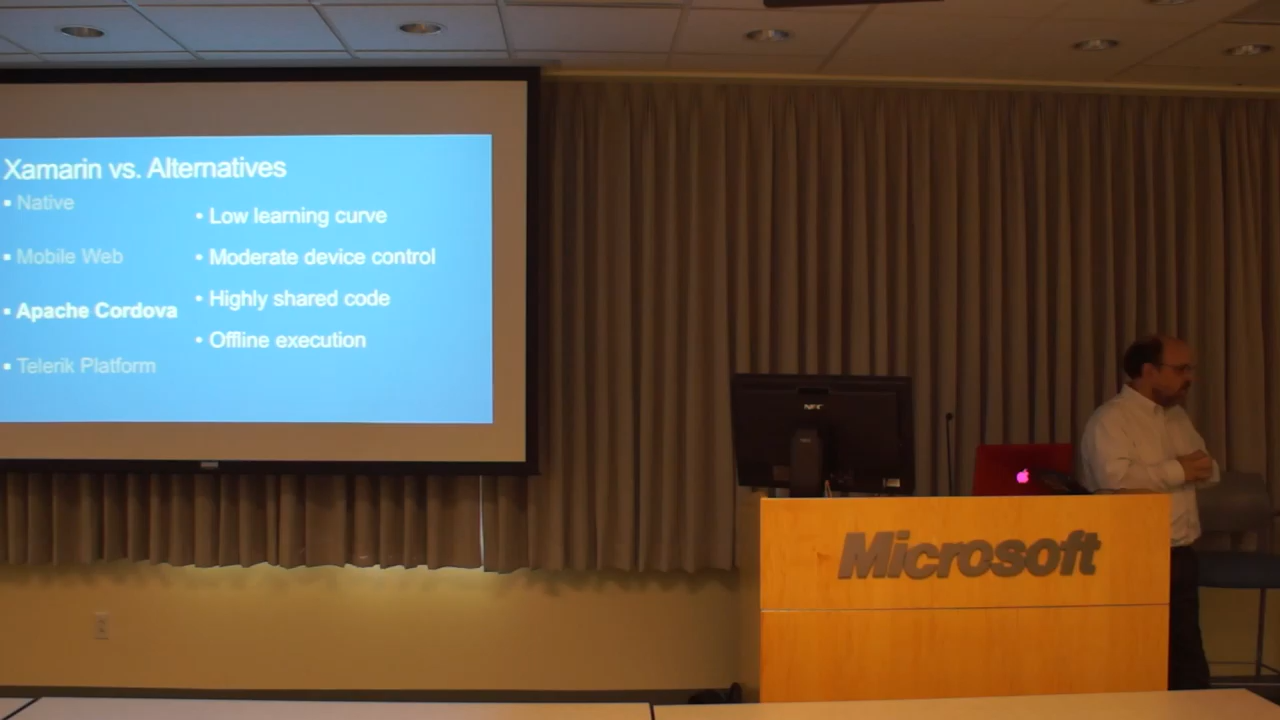 Xamarin vs. Alternatives
▪ Native
▪ Mobile Web
▪ Apache Cordova
▪ Telerik Platform
• Low learning curve
• Moderate device control
• Highly shared code
• Offline execution
NEC
Microsoft